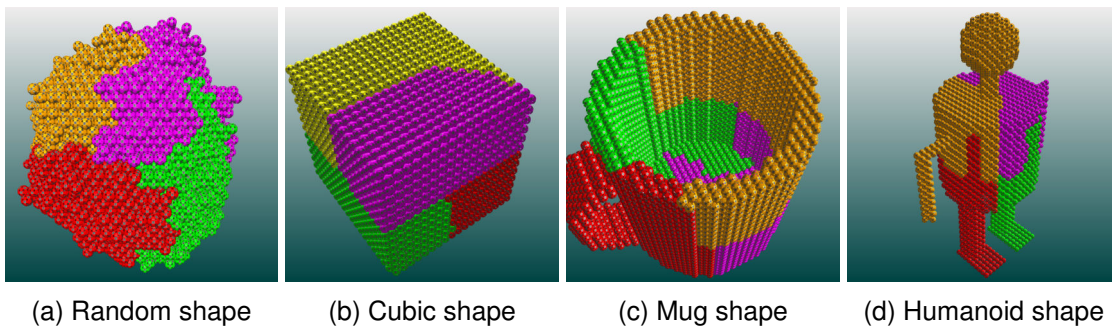 (a) Random shape
(b) Cubic shape
(c) Mug shape
(d) Humanoid shape